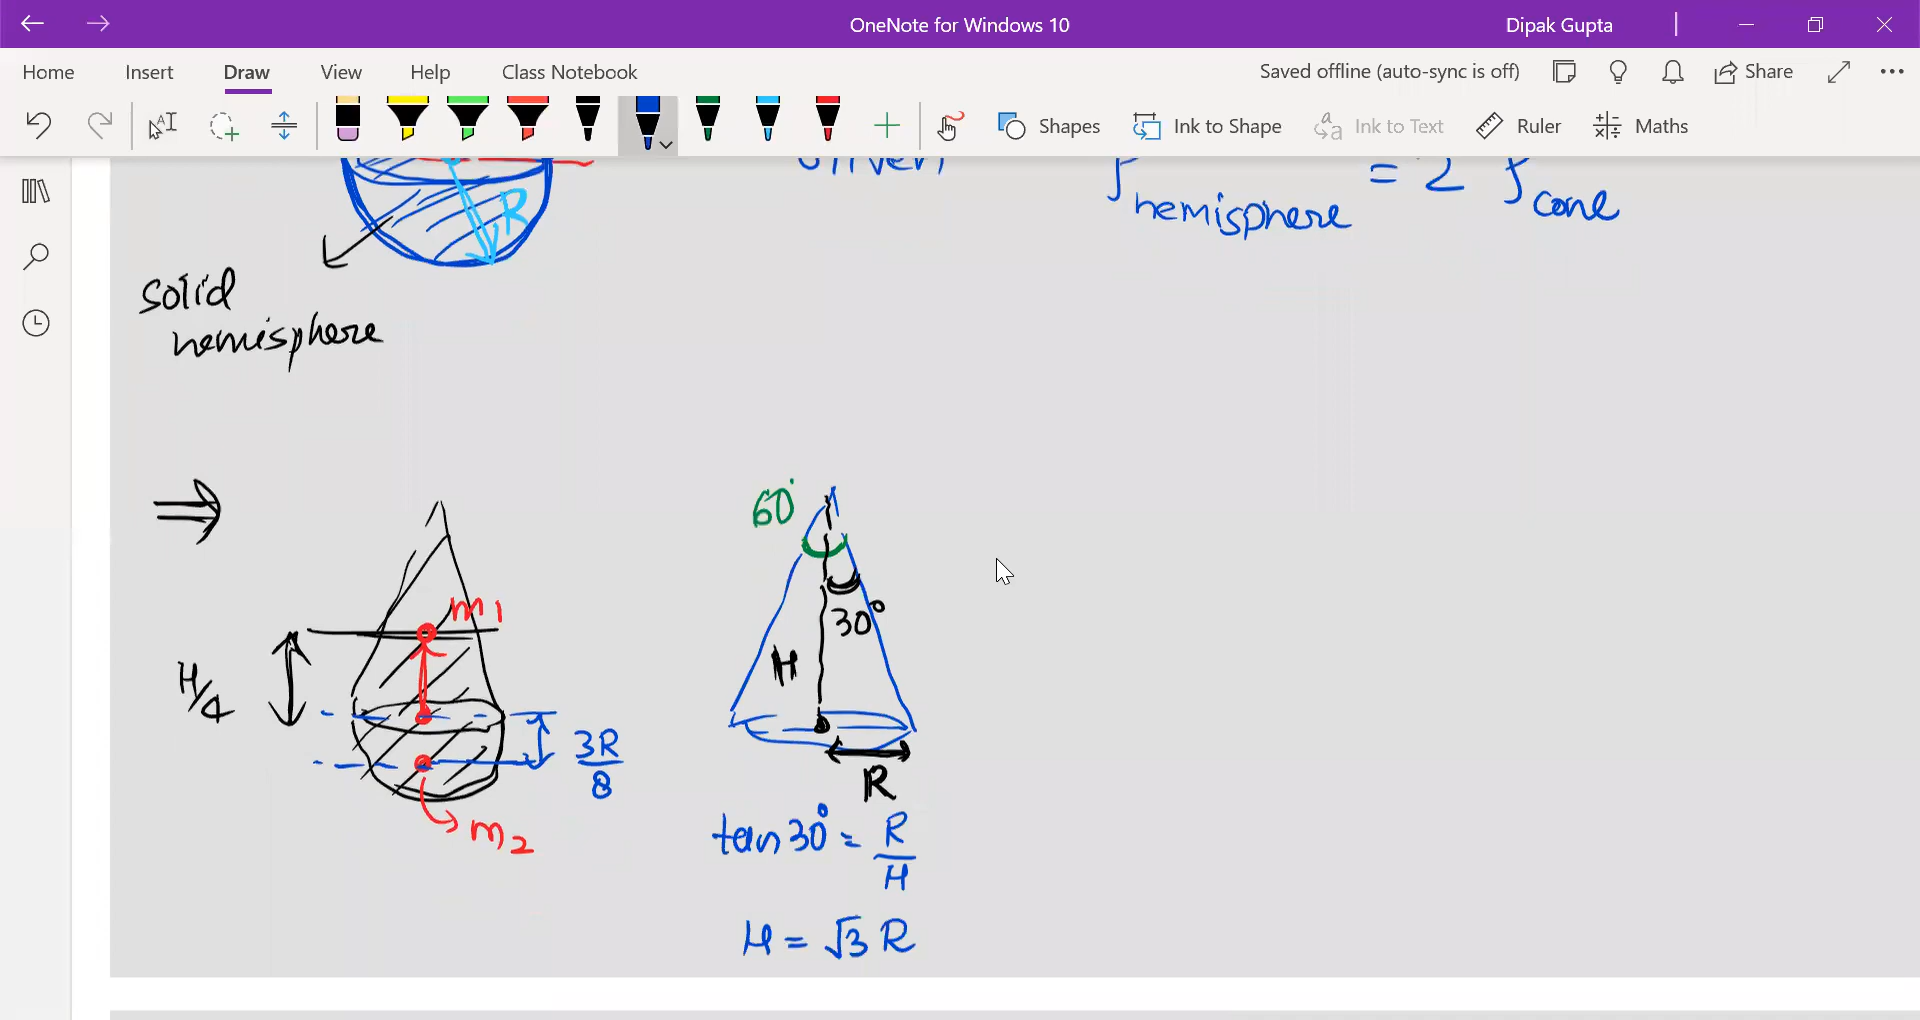 OneNote for Windows 10
Dipak Gupta
Home Insert Draw View Help Class Notebook
Saved offline (auto-sync is off)
Share
Shapes Ink to Shape Ink to Text Ruler Maths
R
Given
ρ hemisphere = 2 ρ cone
solid
hemisphere
⇒
60°
m1
30°
H
H/4
3R/8
R
m2
tan 30° = R/H
H = √3 R